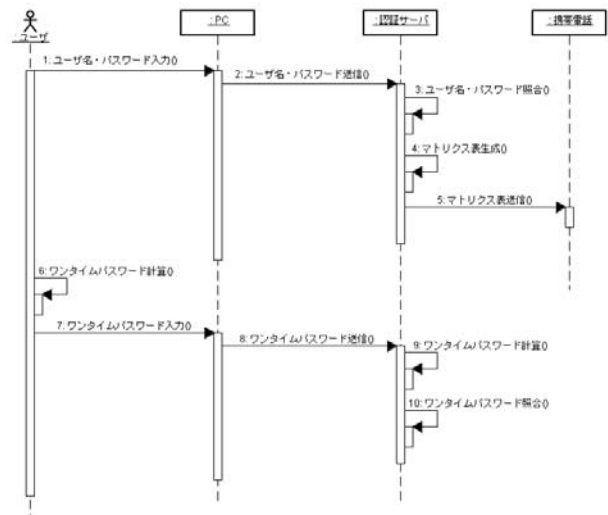 :ユーザ
:PC
:認証サーバ
:携帯電話
1:ユーザ名・パスワード入力()
2:ユーザ名・パスワード送信()
3:ユーザ名・パスワード照合()
4:マトリクス表生成()
5:マトリクス表送信()
6:ワンタイムパスワード計算()
7:ワンタイムパスワード入力()
8:ワンタイムパスワード送信()
9:ワンタイムパスワード計算()
10:ワンタイムパスワード照合()